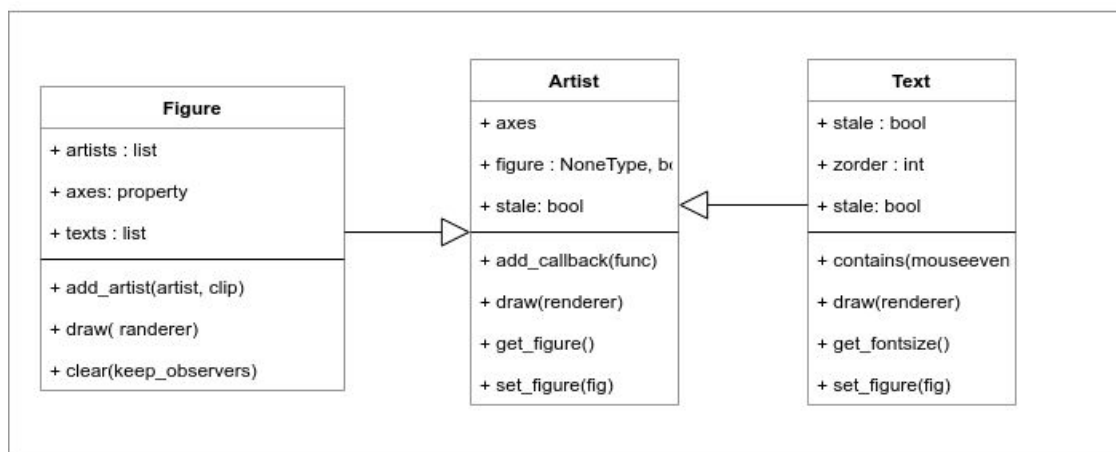 Figure
+ artists : list
+ axes: property
+ texts : list
+ add_artist(artist, clip)
+ draw( randerer)
+ clear(keep_observers)
Artist
+ axes
+ figure : NoneType, b
+ stale: bool
+ add_callback(func)
+ draw(renderer)
+ get_figure()
+ set_figure(fig)
Text
+ stale : bool
+ zorder : int
+ stale: bool
+ contains(mouseeven
+ draw(renderer)
+ get_fontsize()
+ set_figure(fig)